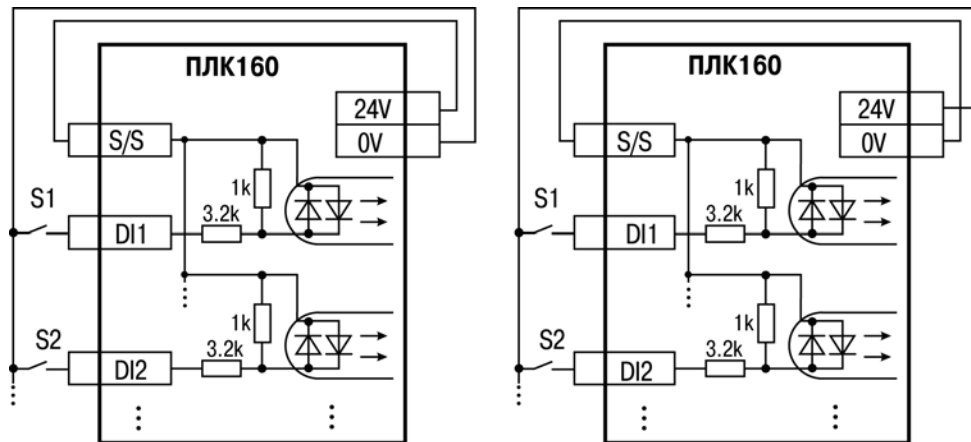 ПЛК160
24V
0V
S/S
1k
S1
3.2k
DI1
1k
S2
3.2k
DI2
ПЛК160
24V
0V
S/S
1k
S1
3.2k
DI1
1k
S2
3.2k
DI2